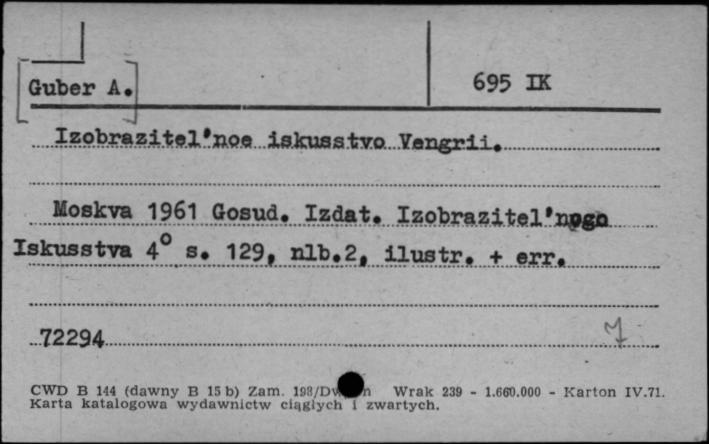 Guber A.
695 IK
Izobrazitel'noe iskusstvo Vengrii.
Moskva 1961 Gosud. Izdat. Izobrazitel'nogo
Iskusstva 4° s. 129, nlb.2, ilustr. + err.
72294
CWD B 144 (dawny B 15 b) Zam. Wrak 239 - 1.660.000 - Karton IV.71.
Karta katalogowa wydawnictw ciągłych i zwartych.